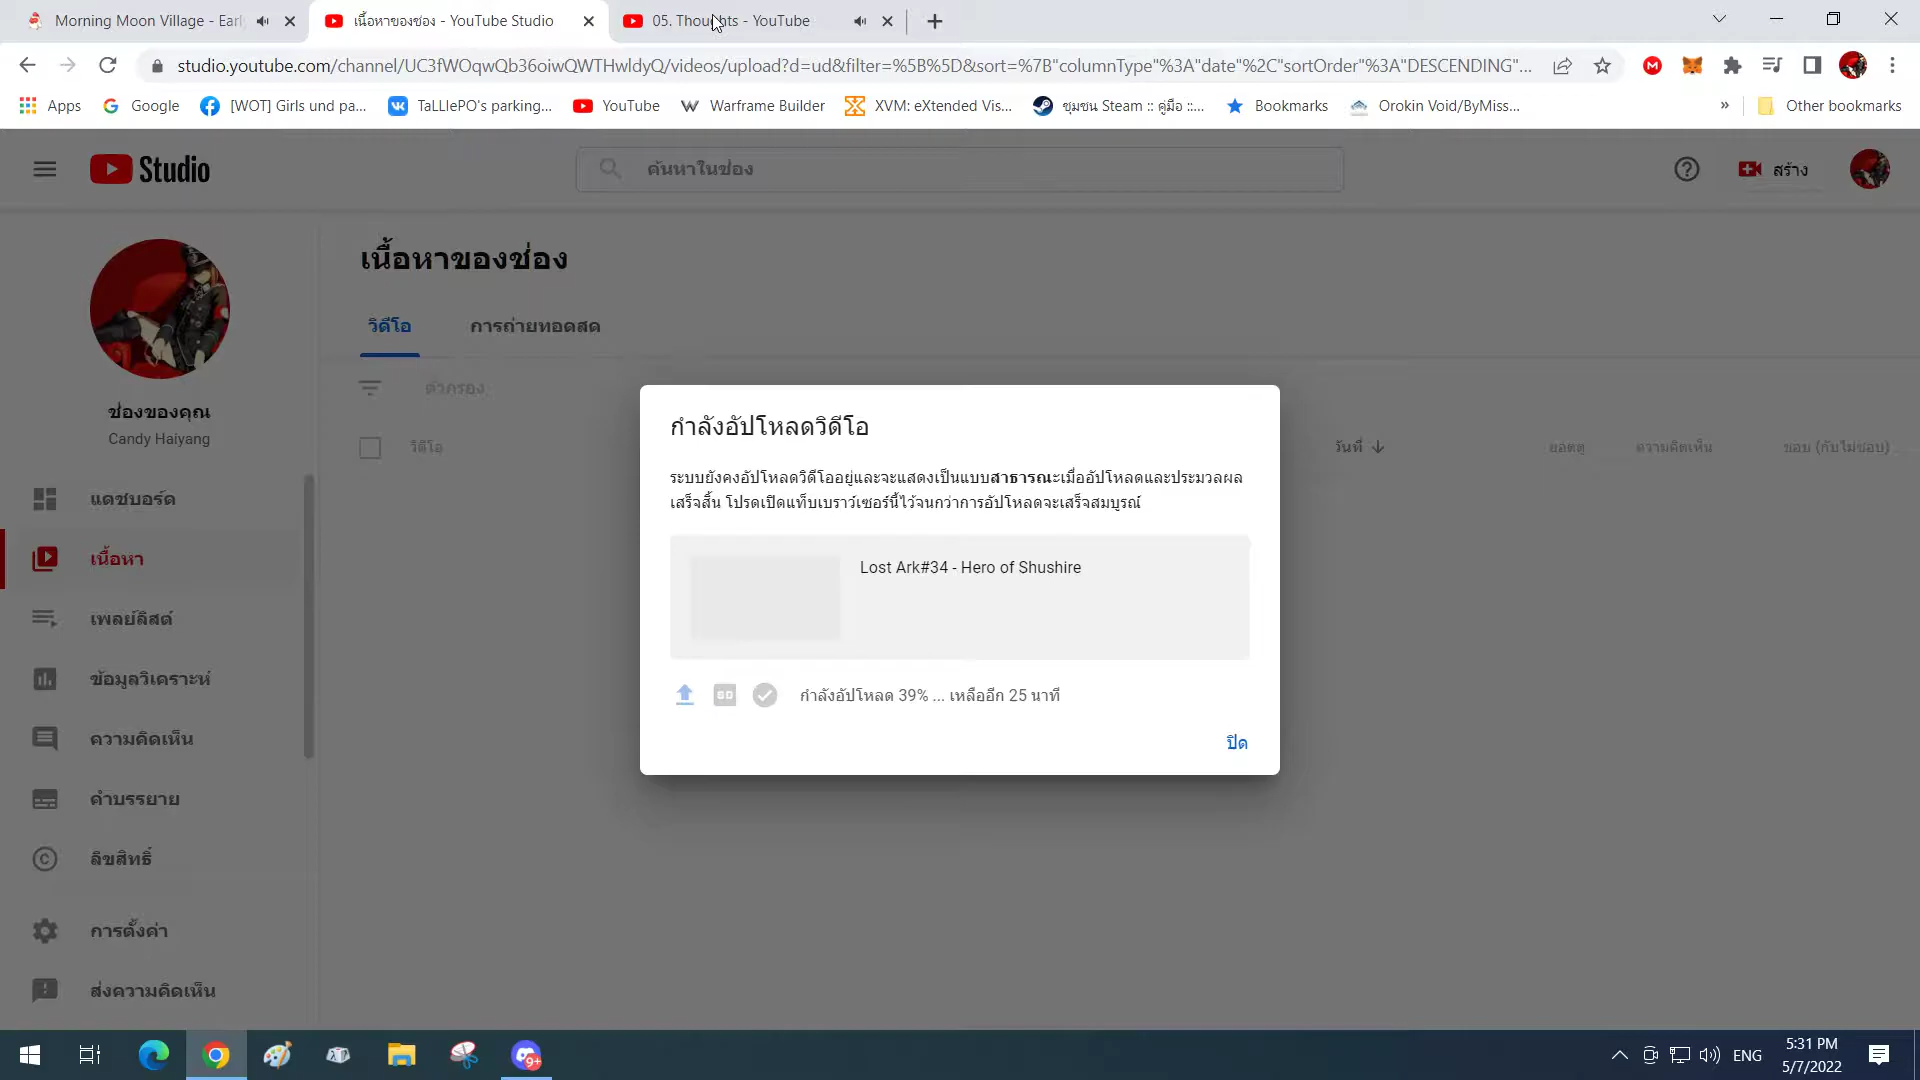 Morning Moon Village - Earl
เนื้อหาของช่อง - YouTube Studio
05. Thoughts - YouTube
studio.youtube.com/channel/UC3fWOqwQb36oiwQWTHwldyQ/videos/upload?d=ud&filter=%5B%5D&sort=%7B"columnType"%3A"date"%2C"sortOrder"%3A"DESCENDING"...
Apps
Google
[WOT] Girls und pa...
TaLLIePO's parking...
YouTube
Warframe Builder
XVM: eXtended Vis...
ชุมชน Steam :: คู่มือ ::...
Bookmarks
Orokin Void/ByMiss...
»
Other bookmarks
Studio
ค้นหาในช่อง
สร้าง
เนื้อหาของช่อง
วิดีโอ
การถ่ายทอดสด
ตัวกรอง
ช่องของคุณ
Candy Haiyang
วิดีโอ
วันที่
ยอดดู
ความคิดเห็น
ชอบ (กับไม่ชอบ)
แดชบอร์ด
เนื้อหา
เพลย์ลิสต์
ข้อมูลวิเคราะห์
ความคิดเห็น
คำบรรยาย
ลิขสิทธิ์
การตั้งค่า
ส่งความคิดเห็น
กำลังอัปโหลดวิดีโอ
ระบบยังคงอัปโหลดวิดีโออยู่และจะแสดงเป็นแบบสาธารณะเมื่ออัปโหลดและประมวลผล
เสร็จสิ้น โปรดเปิดแท็บเบราว์เซอร์นี้ไว้จนกว่าการอัปโหลดจะเสร็จสมบูรณ์
Lost Ark#34 - Hero of Shushire
SD
กำลังอัปโหลด 39% ... เหลืออีก 25 นาที
ปิด
9+
ENG
5:31 PM
5/7/2022